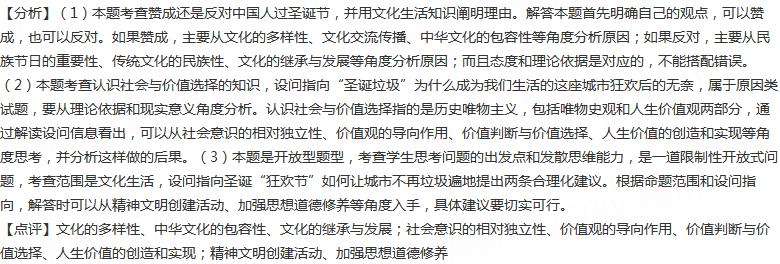 【分析】（1）本题考查赞成还是反对中国人过圣诞节，并用文化生活知识阐明理由。解答本题首先明确自己的观点，可以赞
成，也可以反对。如果赞成，主要从文化的多样性、文化交流传播、中华文化的包容性等角度分析原因；如果反对，主要从民
族节日的重要性、传统文化的民族性、文化的继承与发展等角度分析原因；而且态度和理论依据是对应的，不能搭配错误。
（2）本题考查认识社会与价值选择的知识，设问指向“圣诞垃圾”为什么成为我们生活的这座城市狂欢后的无奈，属于原因类
试题，要从理论依据和现实意义角度分析。认识社会与价值选择指的是历史唯物主义，包括唯物史观和人生价值观两部分，通
过解读设问信息看出，可以从社会意识的相对独立性、价值观的导向作用、价值判断与价值选择、人生价值的创造和实现等角
度思考，并分析这样做的后果。（3）本题是开放型题型，考查学生思考问题的出发点和发散思维能力，是一道限制性开放式问
题，考查范围是文化生活，设问指向圣诞“狂欢节”如何让城市不再垃圾遍地提出两条合理化建议。根据命题范围和设问指
向，解答时可以从精神文明创建活动、加强思想道德修养等角度入手，具体建议要切实可行。
【点评】文化的多样性、中华文化的包容性、文化的继承与发展；社会意识的相对独立性、价值观的导向作用、价值判断与价
值选择、人生价值的创造和实现；精神文明创建活动、加强思想道德修养